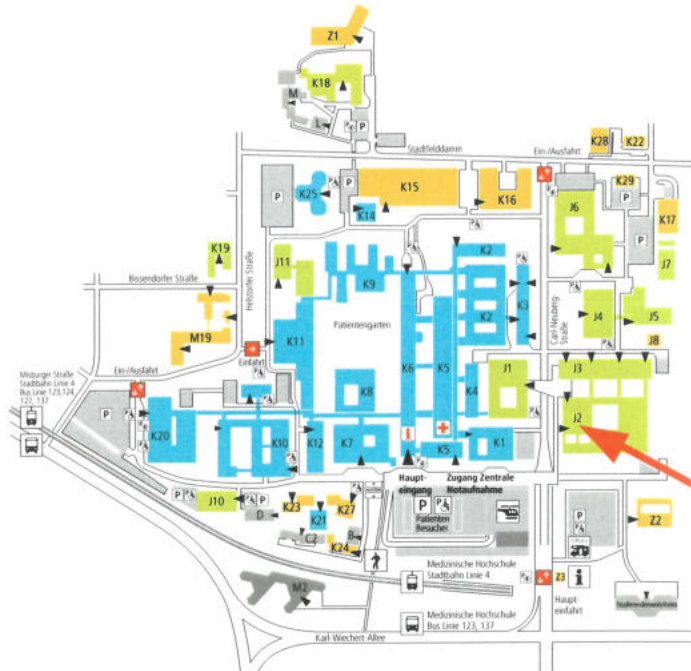 Z1
K18
M
L
P
Stadtfelddamm
Ein-/Ausfahrt
K28
K22
K25
P
P
K15
K14
K16
K29
P
K17
J6
P
J7
K19
J11
Bissendorfer Straße
Helstorfer Straße
K9
K2
K2
K3
Patientengarten
K6
K5
Carl-Neuberg-
Straße
J4
J5
J8
M19
K11
Einfahrt
Misburger Straße
Stadtbahn Linie 4
Bus Linie 123,124,
127, 137
Ein-/Ausfahrt
K8
K4
J1
J3
J2
P
K20
K10
K12
K7
i
K5
K1
Haupt-
eingang
Zugang Zentrale
Notaufnahme
P
Patienten
Besucher
P
J10
P
D
K23
K21
K27
C2
B
K24
P
Z2
M2
Medizinische Hochschule
Stadtbahn Linie 4
Z3
i
Haupt-
einfahrt
Medizinische Hochschule
Bus Linie 123, 137
Karl-Wiechert-Allee